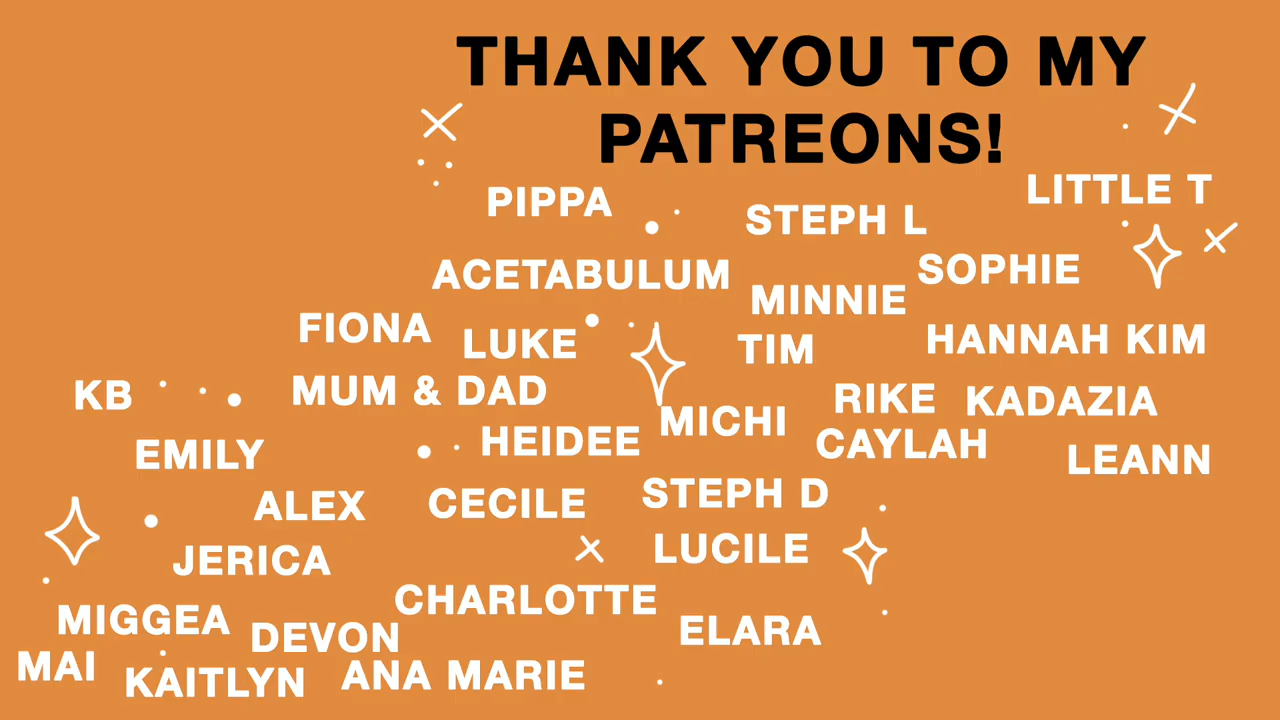 THANK YOU TO MY
PATREONS!
LITTLE T
PIPPA
STEPH L
SOPHIE
ACETABULUM
MINNIE
FIONA
LUKE
TIM
HANNAH KIM
KB
MUM & DAD
RIKE
KADAZIA
MICHI
EMILY
HEIDEE
CAYLAH
LEANN
ALEX
CECILE
STEPH D
JERICA
LUCILE
CHARLOTTE
MIGGEA
DEVON
ELARA
MAI
KAITLYN
ANA MARIE